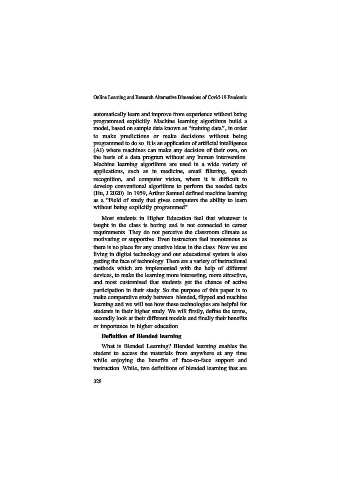 Online Learning and Research Alternative Dimensions of Covid-19 Pandemic
automatically learn and improve from experience without being
programmed explicitly. Machine learning algorithms build a
model, based on sample data known as "training data", in order
to make predictions or make decisions without being
programmed to do so. It is an application of artificial intelligence
(AI) where machines can make any decision of their own, on
the basis of a data program without any human intervention.
Machine learning algorithms are used in a wide variety of
applications, such as in medicine, email filtering, speech
recognition, and computer vision, where it is difficult to
develop conventional algorithms to perform the needed tasks
(Hu, J 2020). In 1959, Arthur Samuel defined machine learning
as a "Field of study that gives computers the ability to learn
without being explicitly programmed"
Most students in Higher Education feel that whatever is
taught in the class is boring and is not connected to career
requirements. They do not perceive the classroom climate as
motivating or supportive. Even instructors feel monotonous as
there is no place for any creative ideas in the class. Now we are
living in digital technology and our educational system is also
getting the face of technology. There are a variety of instructional
methods which are implemented with the help of different
devices, to make the learning more interesting, more attractive,
and most customised that students get the chance of active
participation in their study. So the purpose of this paper is to
make comparative study between blended, flipped and machine
learning and we will see how these technologies are helpful for
students in their higher study. We will firstly, define the terms,
secondly look at their different models and finally their benefits
or importance in higher education.
Definition of Blended learning
What is Blended Learning? Blended learning enables the
student to access the materials from anywhere at any time
while enjoying the benefits of face-to-face support and
instruction. While, two definitions of blended learning that are
328